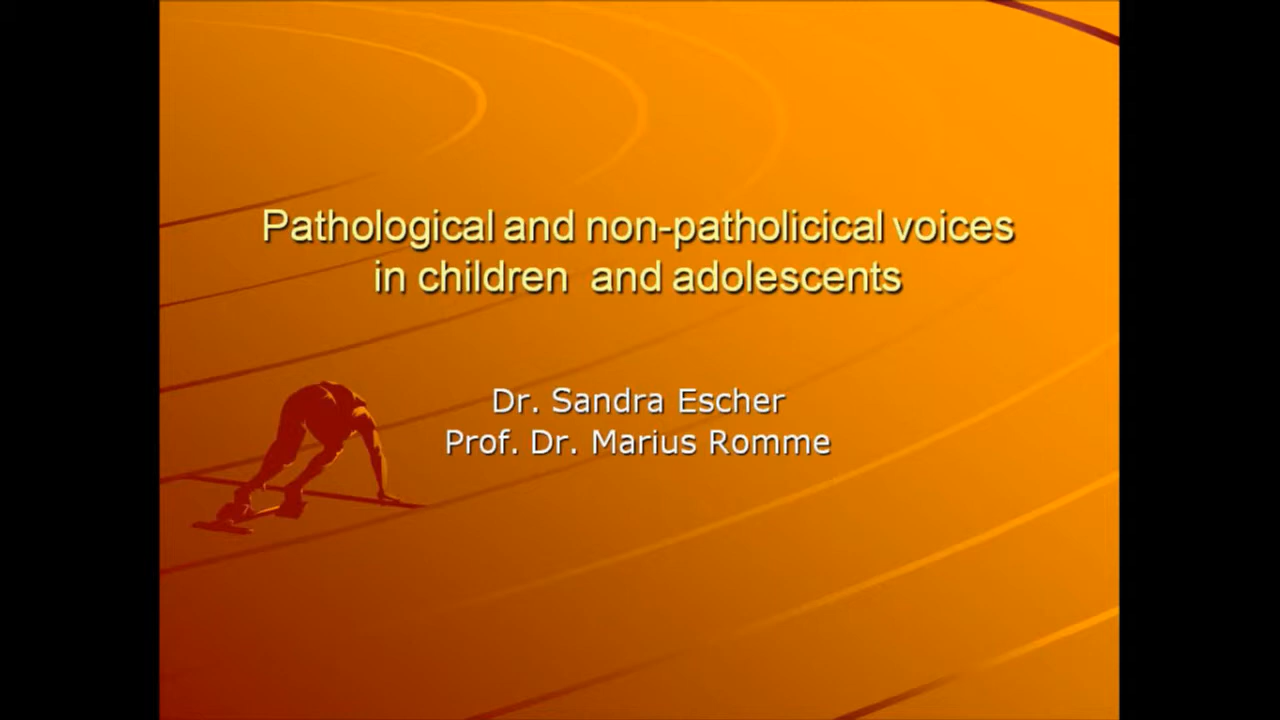 Pathological and non-patholicical voices
in children and adolescents
Dr. Sandra Escher
Prof. Dr. Marius Romme